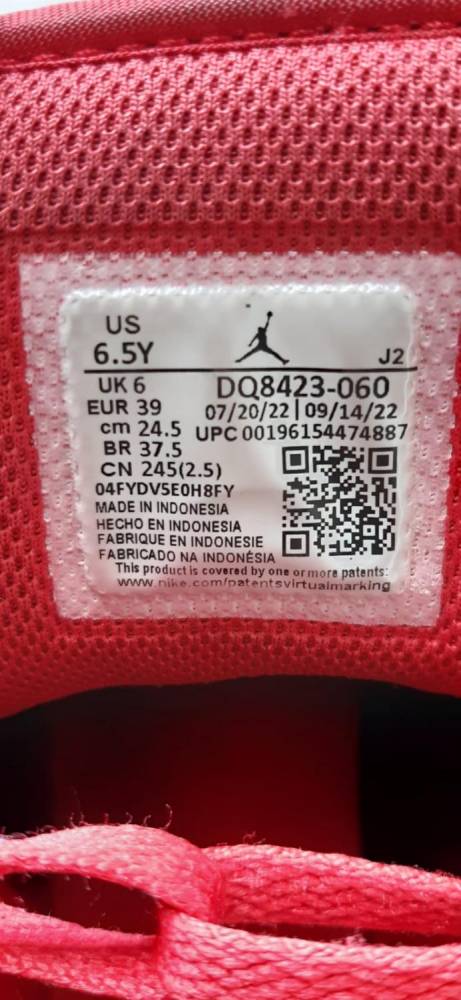 US
6.5Y
J2
UK 6
EUR 39
cm 24.5
BR 37.5
CN 245(2.5)
DQ8423-060
07/20/22 | 09/14/22
UPC 00196154474887
04FYDV5E0H8FY
MADE IN INDONESIA
HECHO EN INDONESIA
FABRIQUE EN INDONESIE
FABRICADO NA INDONÉSIA
This product is covered by one or more patents:
www.nike.com/patentsvirtualmarking